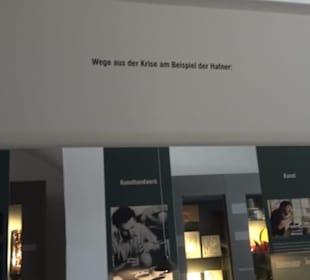 Wege aus der Krise am Beispiel der Hafner:
Kunsthandwerk
Kunst